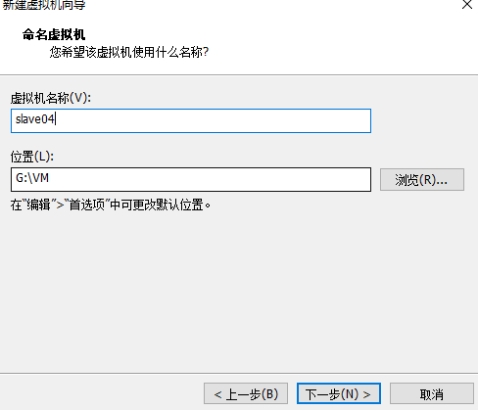 新建虚拟机向导
命名虚拟机
您希望该虚拟机使用什么名称?
虚拟机名称(V):
slave04
位置(L):
G:\VM
浏览(R)...
在“编辑”>“首选项”中可更改默认位置。
< 上一步(B)
下一步(N) >
取消